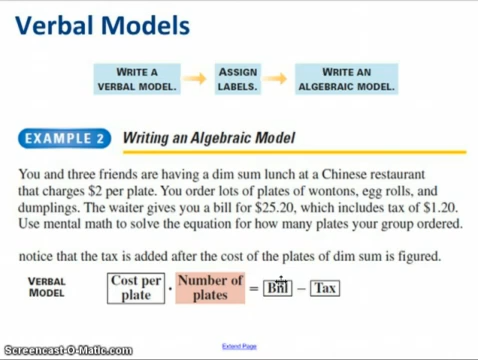 Verbal Models
WRITE A
VERBAL MODEL.
ASSIGN
LABELS.
WRITE AN
ALGEBRAIC MODEL.
EXAMPLE 2 Writing an Algebraic Model
You and three friends are having a dim sum lunch at a Chinese restaurant
that charges $2 per plate. You order lots of plates of wontons, egg rolls, and
dumplings. The waiter gives you a bill for $25.20, which includes tax of $1.20.
Use mental math to solve the equation for how many plates your group ordered.
notice that the tax is added after the cost of the plates of dim sum is figured.
VERBAL
MODEL
Cost per
plate
·
Number of
plates
= Bill − Tax
Extend Page
Screencast-O-Matic.com